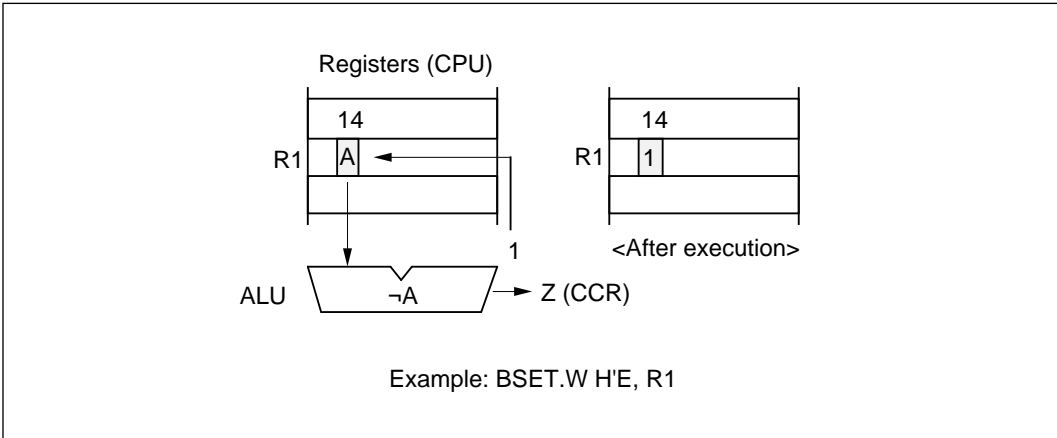 Registers (CPU)
14
14
R1
A
R1
1
1
<After execution>
ALU
¬A
Z (CCR)
Example: BSET.W H'E, R1